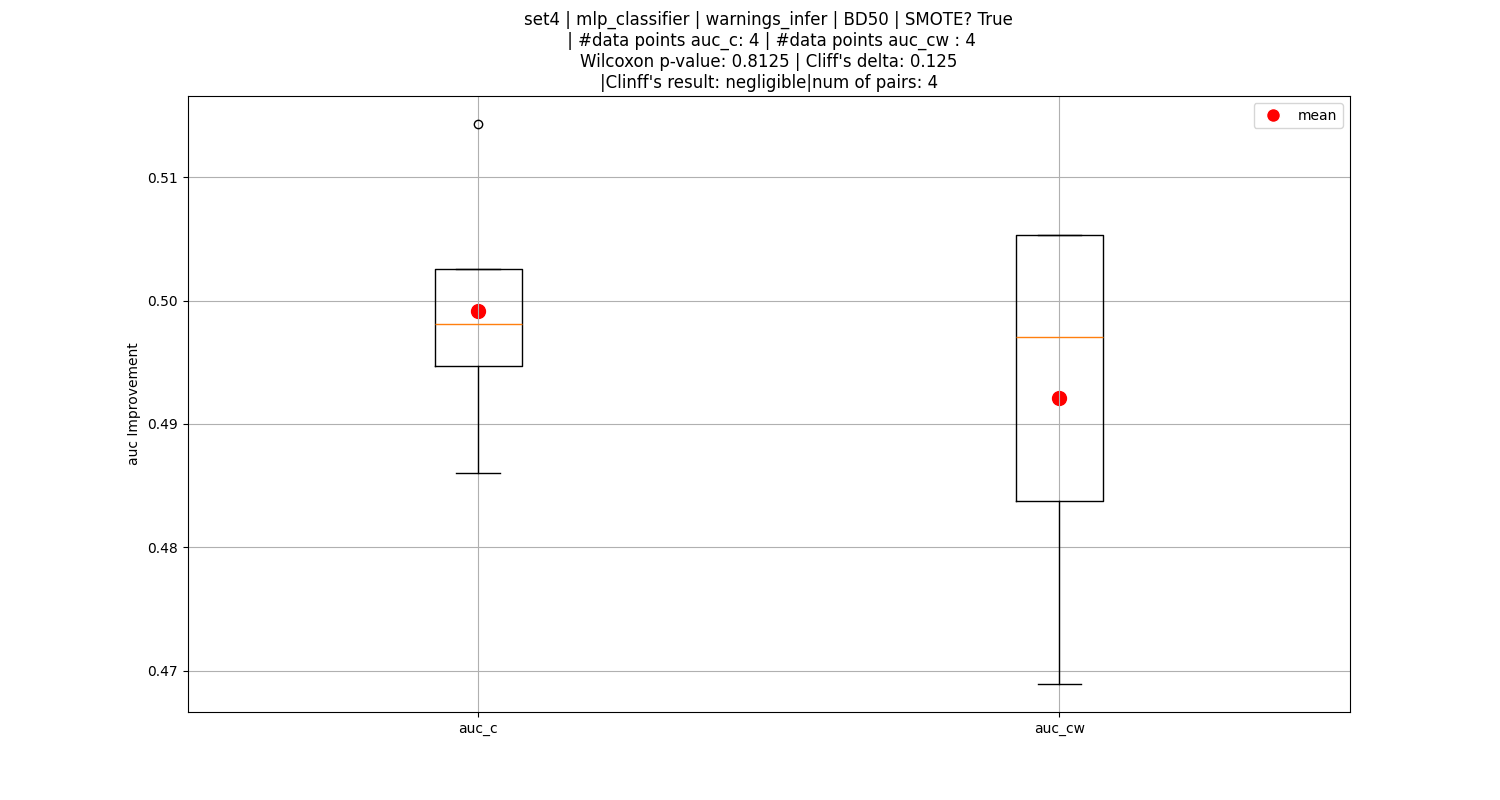 set4 | mlp_classifier | warnings_infer | BD50 | SMOTE? True
| #data points auc_c: 4 | #data points auc_cw : 4
Wilcoxon p-value: 0.8125 | Cliff's delta: 0.125
|Clinff's result: negligible|num of pairs: 4
mean
0.51
0.50
0.49
0.48
0.47
auc Improvement
auc_c
auc_cw